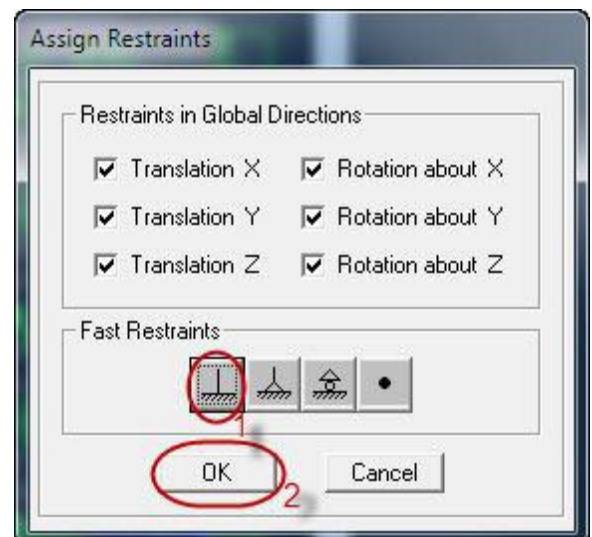 Assign Restraints
Restraints in Global Directions
Translation X Rotation about X
Translation Y Rotation about Y
Translation Z Rotation about Z
Fast Restraints
1
OK Cancel
2